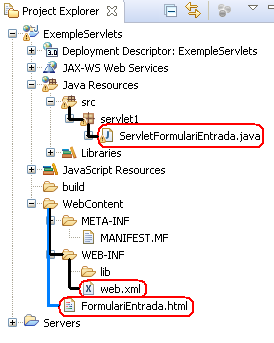 Project Explorer
ExempleServlets
Deployment Descriptor: ExempleServlets
JAX-WS Web Services
Java Resources
src
servlet1
ServletFormulariEntrada.java
Libraries
JavaScript Resources
build
WebContent
META-INF
MANIFEST.MF
WEB-INF
lib
web.xml
FormulariEntrada.html
Servers